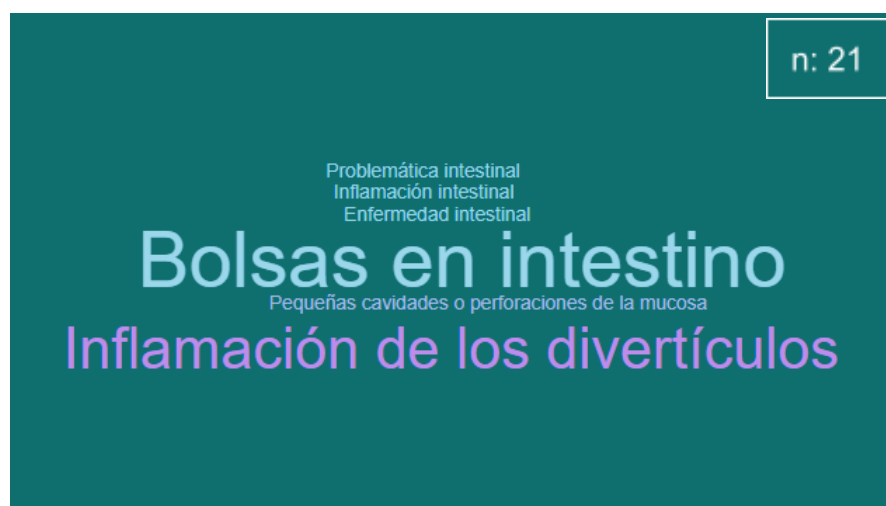 n: 21
Problemática intestinal
Inflamación intestinal
Enfermedad intestinal
Bolsas en intestino
Pequeñas cavidades o perforaciones de la mucosa
Inflamación de los divertículos